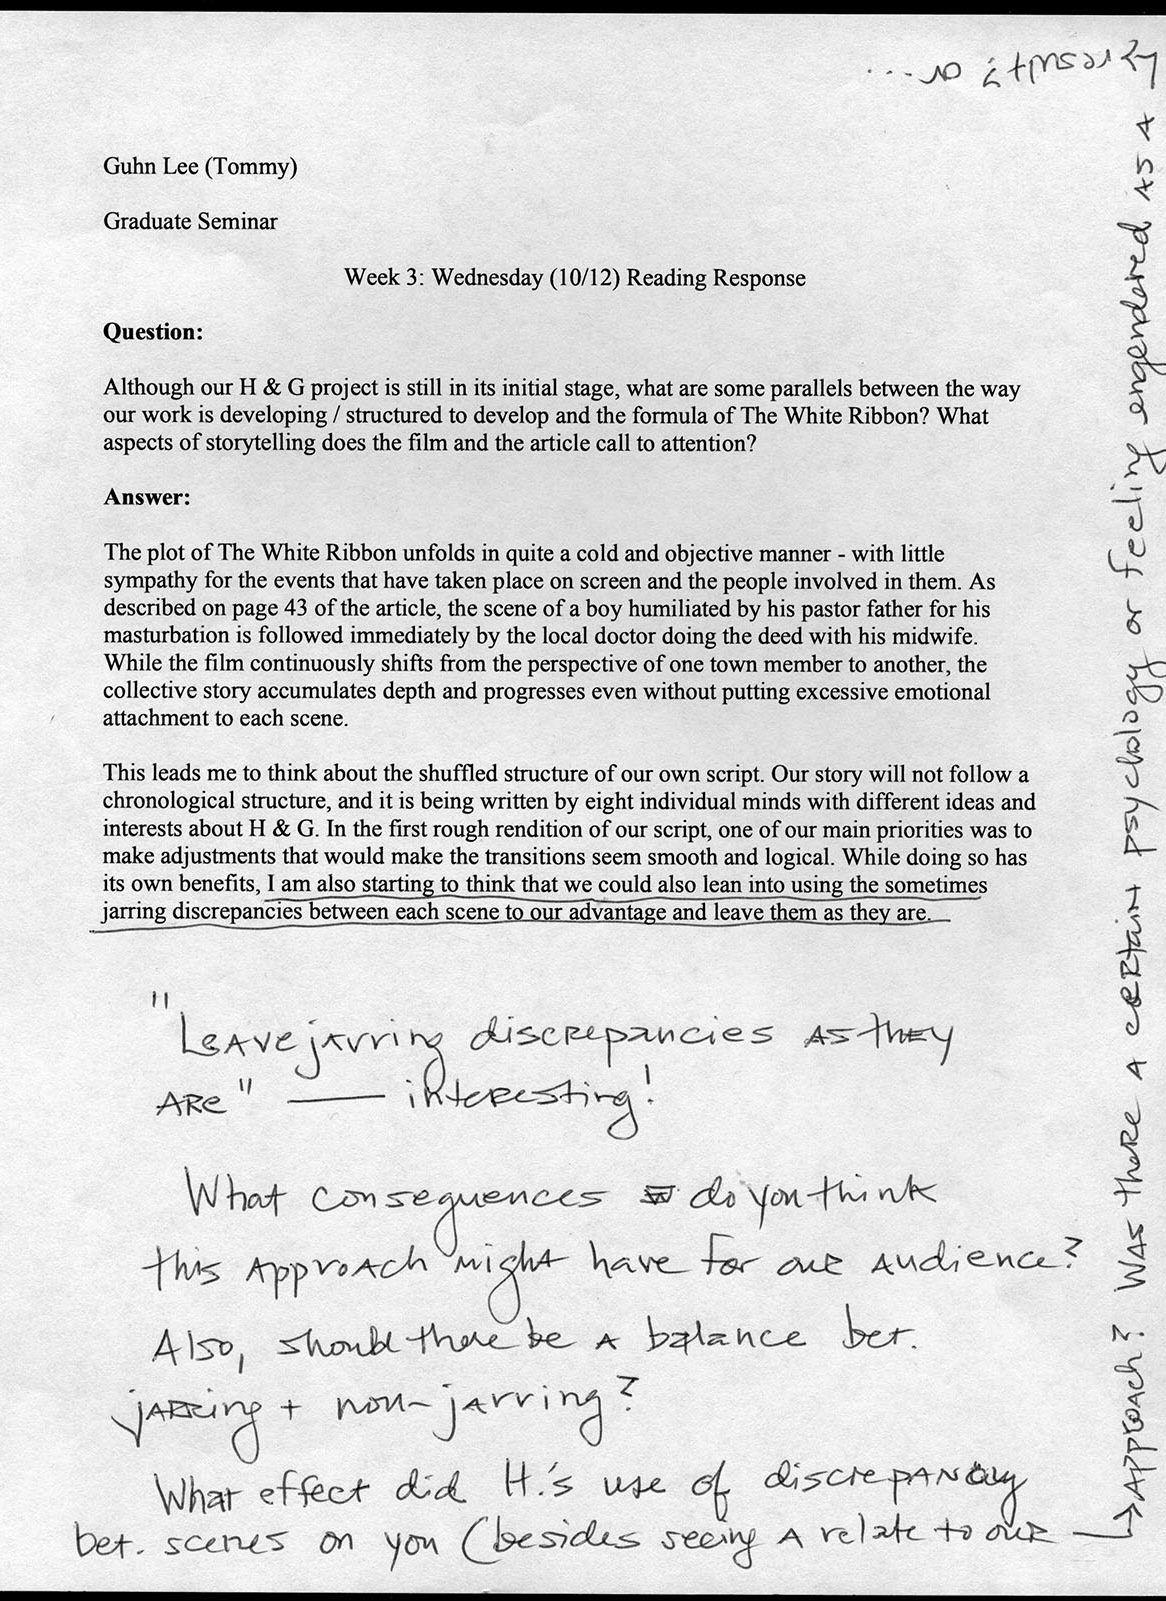 Guhn Lee (Tommy)
Graduate Seminar
Week 3: Wednesday (10/12) Reading Response
Question:
Although our H & G project is still in its initial stage, what are some parallels between the way
our work is developing / structured to develop and the formula of The White Ribbon? What
aspects of storytelling does the film and the article call to attention?
Answer:
The plot of The White Ribbon unfolds in quite a cold and objective manner - with little
sympathy for the events that have taken place on screen and the people involved in them. As
described on page 43 of the article, the scene of a boy humiliated by his pastor father for his
masturbation is followed immediately by the local doctor doing the deed with his midwife.
While the film continuously shifts from the perspective of one town member to another, the
collective story accumulates depth and progresses even without putting excessive emotional
attachment to each scene.
This leads me to think about the shuffled structure of our own script. Our story will not follow a
chronological structure, and it is being written by eight individual minds with different ideas and
interests about H & G. In the first rough rendition of our script, one of our main priorities was to
make adjustments that would make the transitions seem smooth and logical. While doing so has
its own benefits, I am also starting to think that we could also lean into using the sometimes
jarring discrepancies between each scene to our advantage and leave them as they are.
"Leave jarring discrepancies as they
are" — interesting!
What consequences do you think
this approach might have for our audience?
Also, should there be a balance bet.
jarring + non-jarring?
What effect did H.'s use of discrepancy
bet. scenes on you (besides seeing a relate to our
→ approach? Was there a certain psychology or feeling engendered as a
result? or ...